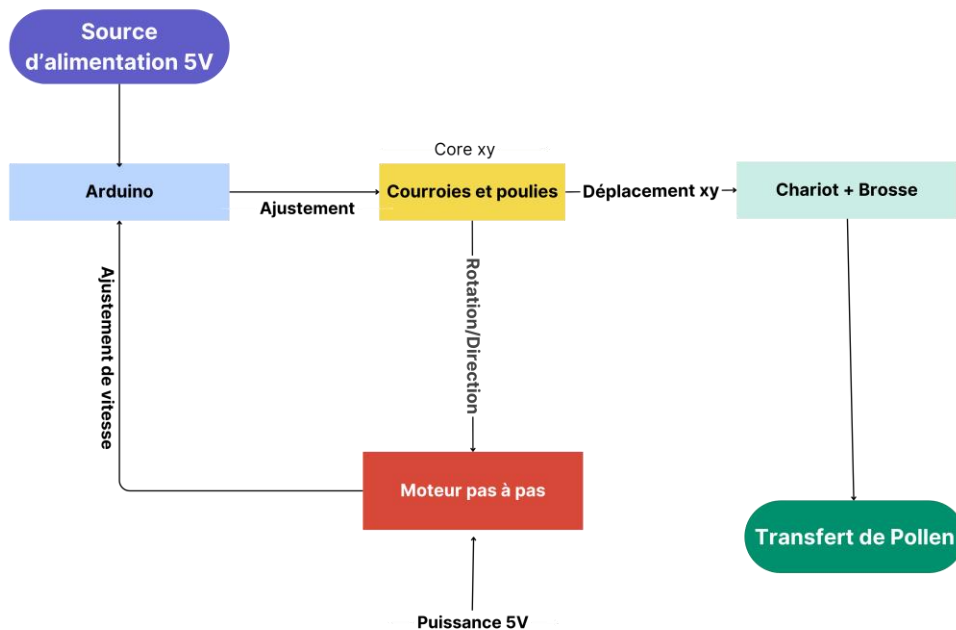 Source
d’alimentation 5V
Core xy
Arduino
Ajustement
Courroies et poulies
Déplacement xy
Chariot + Brosse
Ajustement de vitesse
Rotation/Direction
Moteur pas à pas
Transfert de Pollen
Puissance 5V